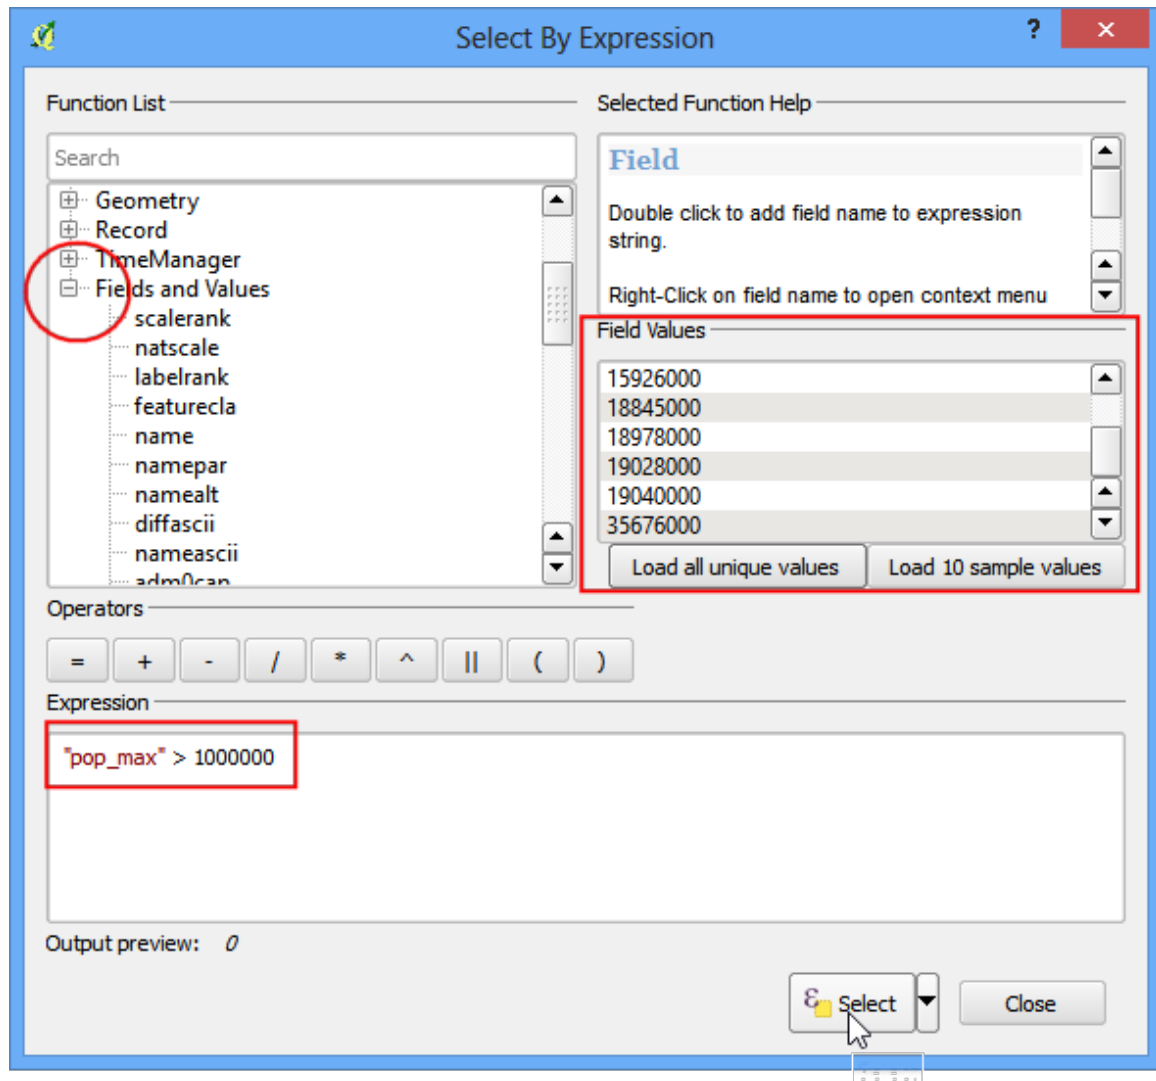 Select By Expression
?
×
Function List
Search
Geometry
Record
TimeManager
Fields and Values
scalerank
natscale
labelrank
featurecla
name
namepar
namealt
diffascii
nameascii
adm0cap
Selected Function Help
Field
Double click to add field name to expression
string.
Right-Click on field name to open context menu
Field Values
15926000
18845000
18978000
19028000
19040000
35676000
Load all unique values Load 10 sample values
Operators
= + - / * ^ || ( )
Expression
"pop_max" > 1000000
Output preview: 0
Select Close